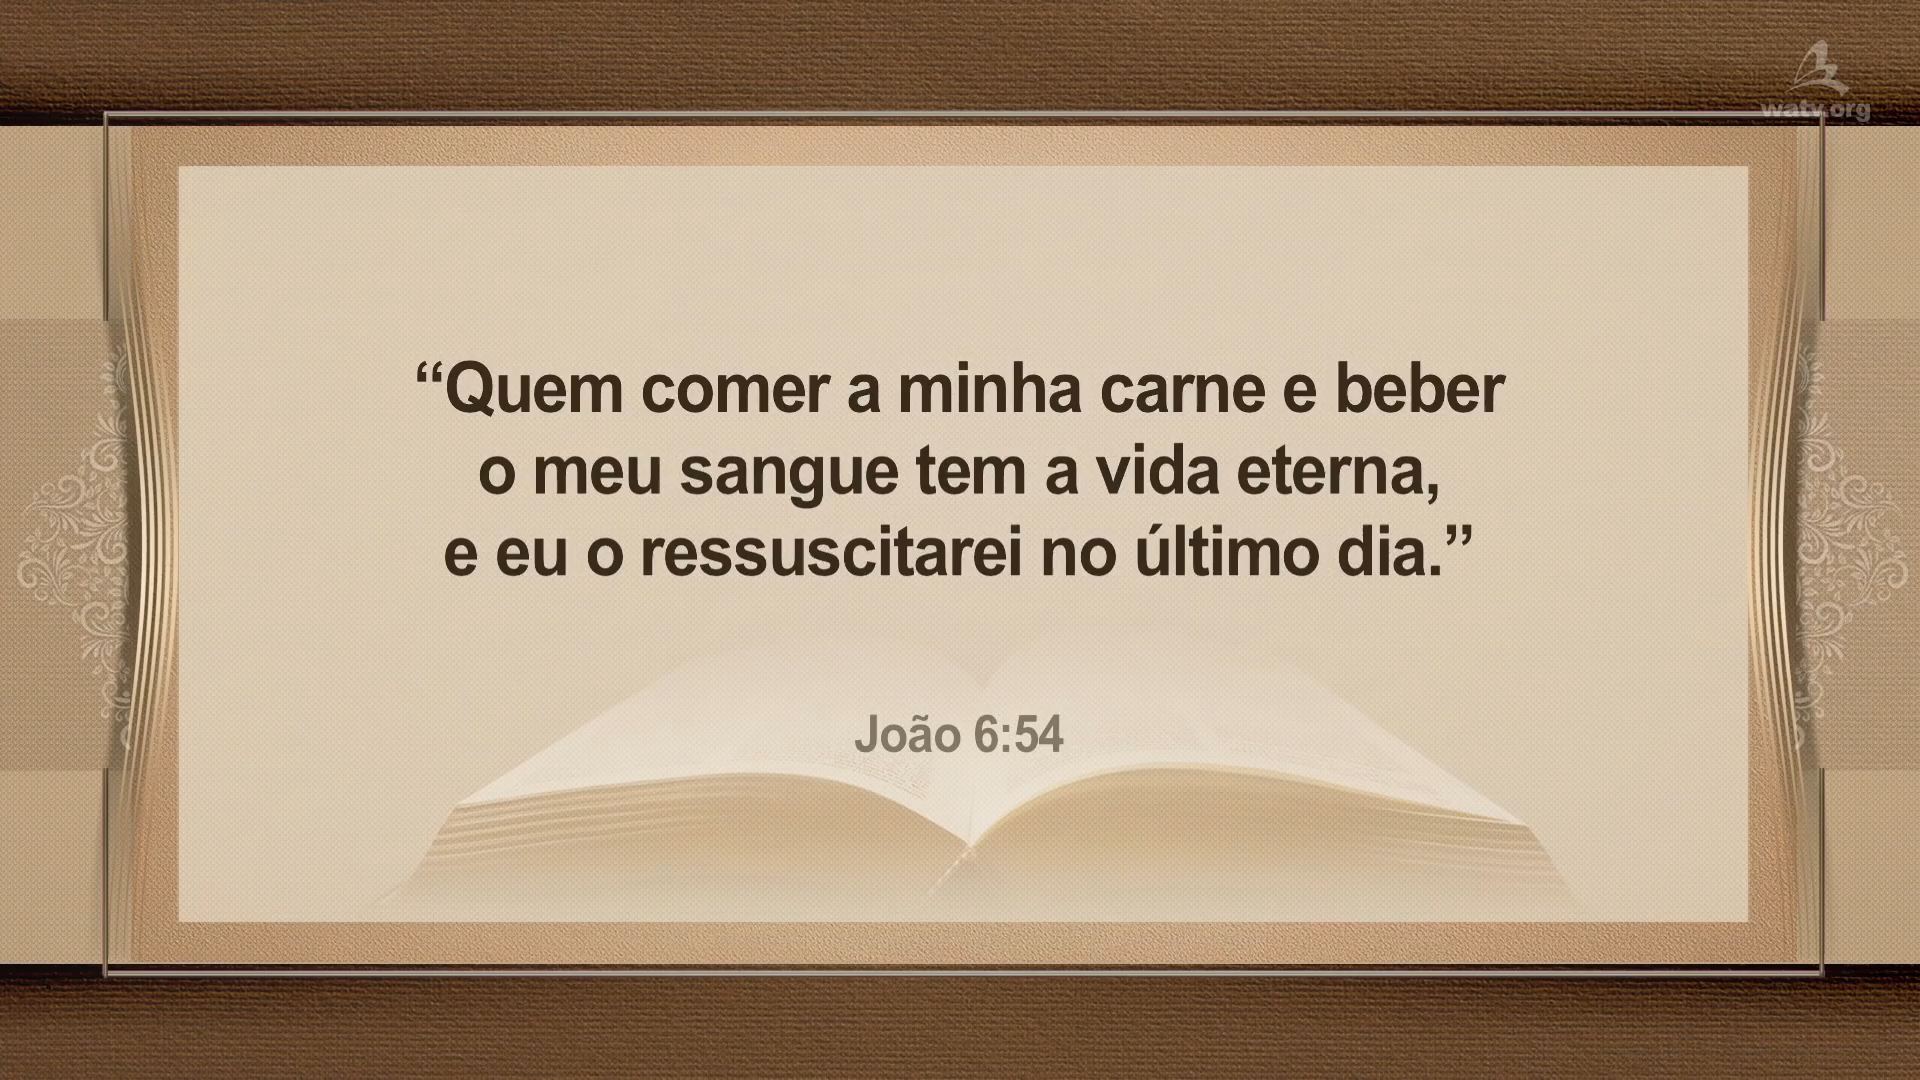 watv.org
“Quem comer a minha carne e beber
o meu sangue tem a vida eterna,
e eu o ressuscitarei no último dia.”
João 6:54